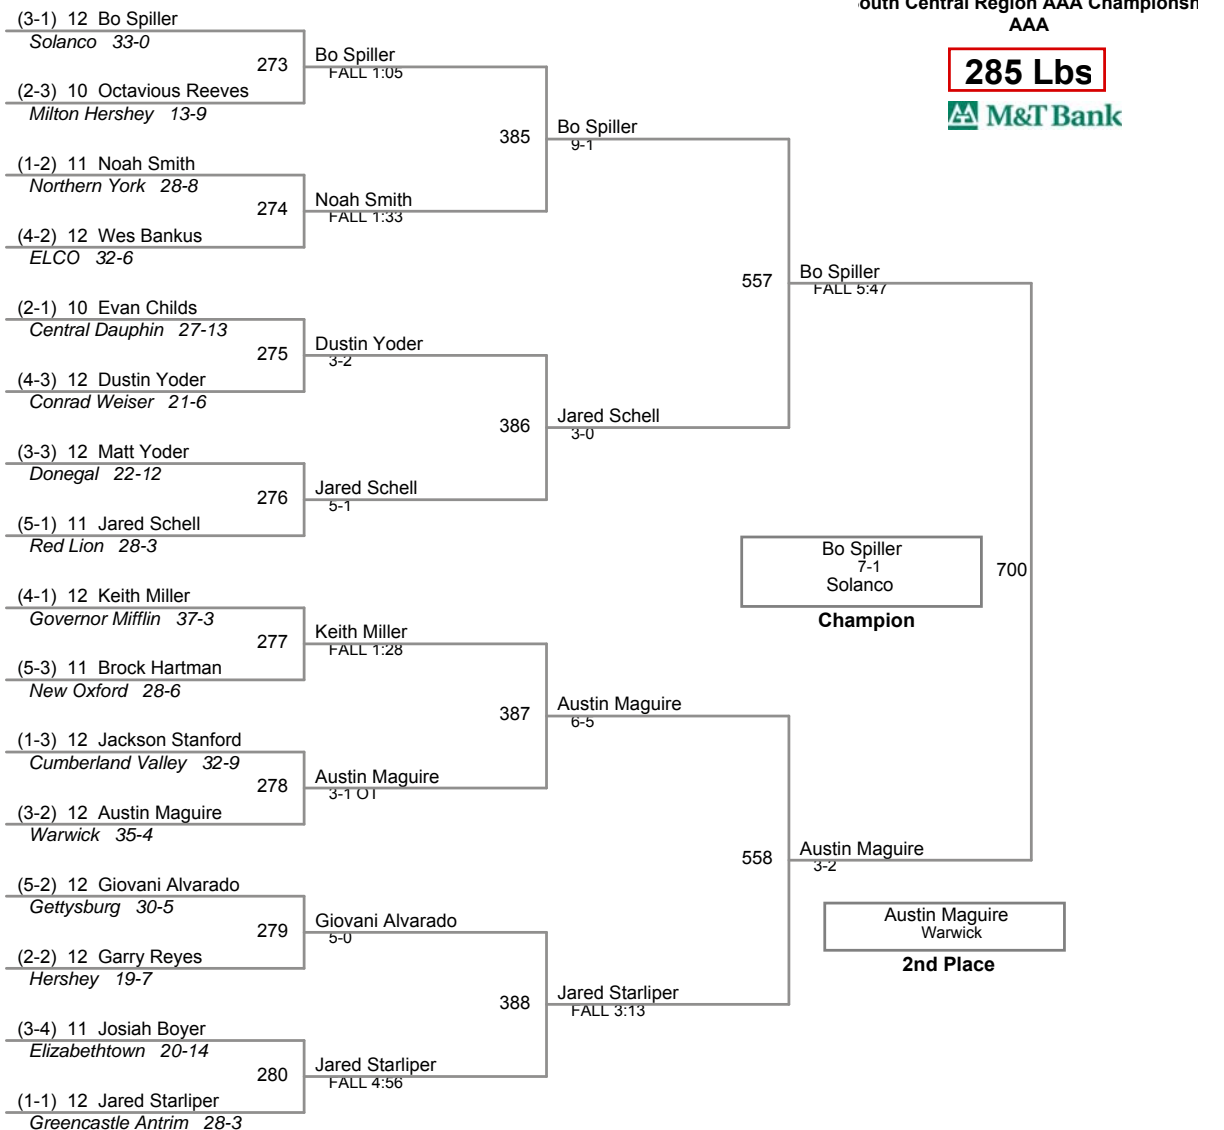 South Central Region AAA Championsh
AAA
285 Lbs
M&T Bank
(3-1) 12 Bo Spiller
Solanco 33-0
273
Bo Spiller
FALL 1:05
(2-3) 10 Octavious Reeves
Milton Hershey 13-9
385
Bo Spiller
9-1
(1-2) 11 Noah Smith
Northern York 28-8
274
Noah Smith
FALL 1:33
(4-2) 12 Wes Bankus
ELCO 32-6
557
Bo Spiller
FALL 5:47
(2-1) 10 Evan Childs
Central Dauphin 27-13
275
Dustin Yoder
3-2
(4-3) 12 Dustin Yoder
Conrad Weiser 21-6
386
Jared Schell
3-0
(3-3) 12 Matt Yoder
Donegal 22-12
276
Jared Schell
5-1
(5-1) 11 Jared Schell
Red Lion 28-3
Bo Spiller
7-1
Solanco
700
Champion
(4-1) 12 Keith Miller
Governor Mifflin 37-3
277
Keith Miller
FALL 1:28
(5-3) 11 Brock Hartman
New Oxford 28-6
387
Austin Maguire
6-5
(1-3) 12 Jackson Stanford
Cumberland Valley 32-9
278
Austin Maguire
3-1 OT
(3-2) 12 Austin Maguire
Warwick 35-4
558
Austin Maguire
3-2
(5-2) 12 Giovani Alvarado
Gettysburg 30-5
279
Giovani Alvarado
5-0
Austin Maguire
Warwick
2nd Place
(2-2) 12 Garry Reyes
Hershey 19-7
388
Jared Starliper
FALL 3:13
(3-4) 11 Josiah Boyer
Elizabethtown 20-14
280
Jared Starliper
FALL 4:56
(1-1) 12 Jared Starliper
Greencastle Antrim 28-3